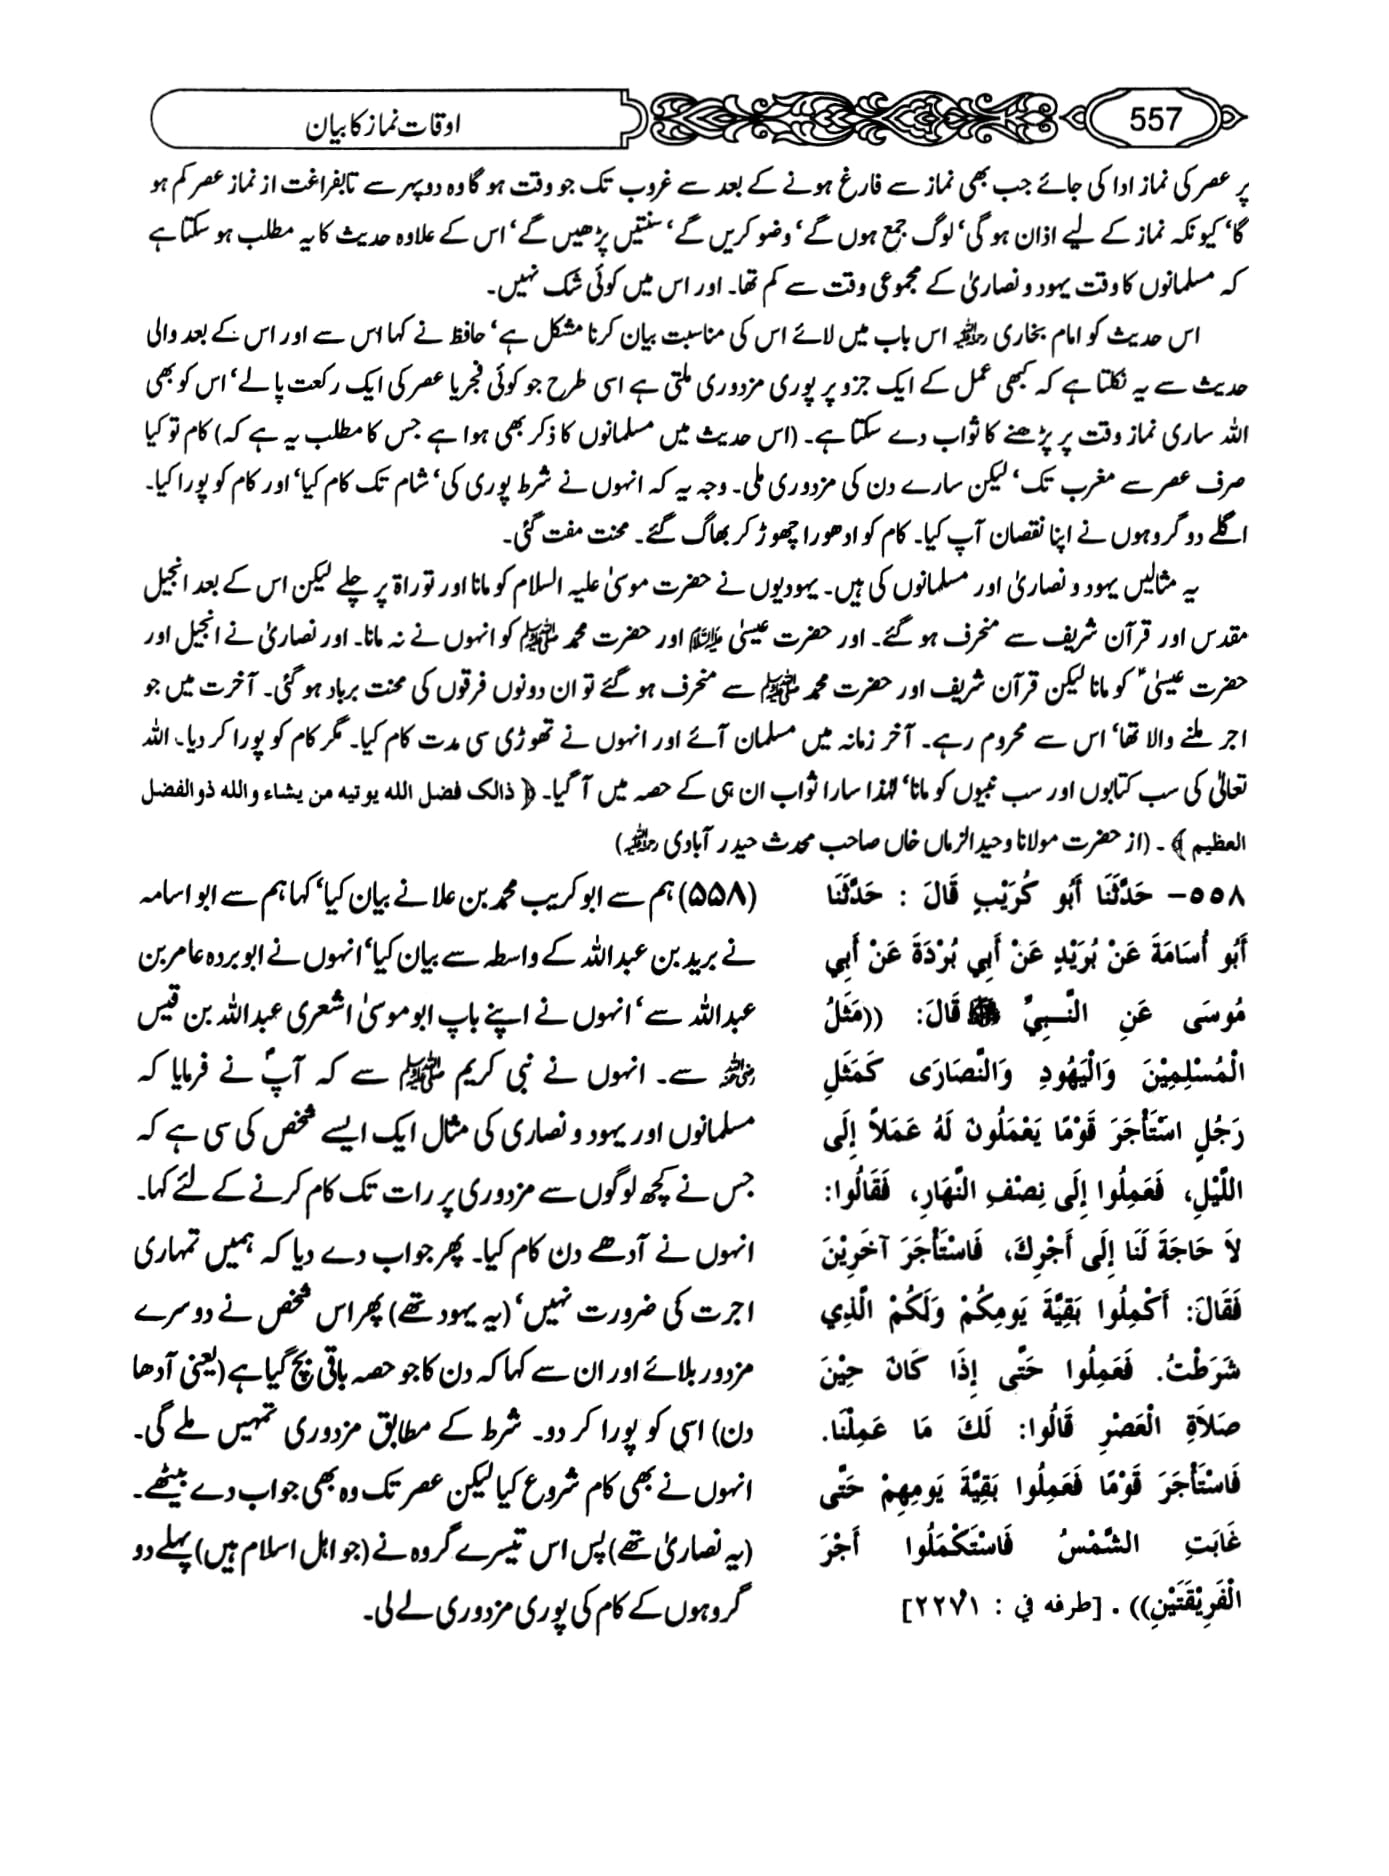 557
اوقات نماز کا بیان
پر عصر کی نماز ادا کی جائے جب بھی نماز سے فارغ ہونے کے بعد سے غروب تک جو وقت ہو گا وہ دوپہر سے تابفراغت از نماز عصر کم ہو
گا‘ کیونکہ نماز کے لیے اذان ہو گی‘ لوگ جمع ہوں گے‘ وضو کریں گے‘ سنتیں پڑھیں گے‘ اس کے علاوہ حدیث کا یہ مطلب ہو سکتا ہے
کہ مسلمانوں کا وقت یہود و نصاریٰ کے مجموعی وقت سے کم تھا۔ اور اس میں کوئی شک نہیں۔
اس حدیث کو امام بخاری رحمہ اللہ اس باب میں لائے اس کی مناسبت بیان کرنا مشکل ہے‘ حافظ نے کہا اس سے اور اس کے بعد والی
حدیث سے یہ نکلتا ہے کہ کبھی عمل کے ایک جزو پر پوری مزدوری ملتی ہے اسی طرح جو کوئی فجر یا عصر کی ایک رکعت پا لے‘ اس کو بھی
اللہ ساری نماز وقت پر پڑھنے کا ثواب دے سکتا ہے۔ (اس حدیث میں مسلمانوں کا ذکر بھی ہوا ہے جس کا مطلب یہ ہے کہ) کام تو کیا
صرف عصر سے مغرب تک‘ لیکن سارے دن کی مزدوری ملی۔ وجہ یہ کہ انہوں نے شرط پوری کی‘ شام تک کام کیا‘ اور کام کو پورا کیا۔
اگلے دو گروہوں نے اپنا نقصان آپ کیا۔ کام کو ادھورا چھوڑ کر بھاگ گئے۔ محنت مفت گئی۔
یہ مثالیں یہود و نصاریٰ اور مسلمانوں کی ہیں۔ یہودیوں نے حضرت موسیٰ علیہ السلام کو مانا اور توراۃ پر چلے لیکن اس کے بعد انجیل
مقدس اور قرآن شریف سے منحرف ہو گئے۔ اور حضرت عیسیٰ علیہ السلام اور حضرت محمد ﷺ کو انہوں نے نہ مانا۔ اور نصاریٰ نے انجیل اور
حضرت عیسیٰؑ کو مانا لیکن قرآن شریف اور حضرت محمد ﷺ سے منحرف ہو گئے تو ان دونوں فرقوں کی محنت برباد ہو گئی۔ آخرت میں جو
اجر ملنے والا تھا‘ اس سے محروم رہے۔ آخر زمانہ میں مسلمان آئے اور انہوں نے تھوڑی سی مدت کام کیا۔ مگر کام کو پورا کر دیا۔ اللہ
تعالیٰ کی سب کتابوں اور سب نبیوں کو مانا‘ لہٰذا سارا ثواب ان ہی کے حصہ میں آ گیا۔ ﴿ ذالک فضل الله یوتیه من یشاء والله ذوالفضل
العظیم ﴾۔ (از حضرت مولانا وحید الزماں خاں صاحب محدث حیدر آبادی رحمہ اللہ)
٥٥٨- حَدَّثَنَا أَبُو كُرَيْبٍ قَالَ : حَدَّثَنَا
أَبُو أُسَامَةَ عَنْ بُرَيْدٍ عَنْ أَبِي بُرْدَةَ عَنْ أَبِي
مُوسَى عَنِ النَّبِيِّ ﷺ قَالَ: ((مَثَلُ
الْمُسْلِمِيْنَ وَالْيَهُودِ وَالنَّصَارَى كَمَثَلِ
رَجُلٍ اسْتَأْجَرَ قَوْمًا يَعْمَلُونَ لَهُ عَمَلاً إِلَى
اللَّيْلِ، فَعَمِلُوا إِلَى نِصْفِ النَّهَارِ، فَقَالُوا:
لاَ حَاجَةَ لَنَا إِلَى أَجْرِكَ، فَاسْتَأْجَرَ آخَرِيْنَ
فَقَالَ: أَكْمِلُوا بَقِيَّةَ يَومِكُمْ وَلَكُمْ الَّذِي
شَرَطْتُ. فَعَمِلُوا حَتَّى إِذَا كَانَ حِيْنَ
صَلاَةِ الْعَصْرِ قَالُوا: لَكَ مَا عَمِلْنَا.
فَاسْتَأْجَرَ قَوْمًا فَعَمِلُوا بَقِيَّةَ يَومِهِمْ حَتَّى
غَابَتِ الشَّمْسُ فَاسْتَكْمَلُوا أَجْرَ
الْفَرِيْقَتَيْنِ)) . [طرفه في : ٢٢٧١]
(۵۵۸) ہم سے ابو کریب محمد بن علا نے بیان کیا‘ کہا ہم سے ابو اسامہ
نے برید بن عبداللہ کے واسطہ سے بیان کیا‘ انہوں نے ابو بردہ عامر بن
عبداللہ سے‘ انہوں نے اپنے باپ ابو موسیٰ اشعری عبداللہ بن قیس
رضی اللہ عنہ سے۔ انہوں نے نبی کریم ﷺ سے کہ آپؐ نے فرمایا کہ
مسلمانوں اور یہود و نصاری کی مثال ایک ایسے شخص کی سی ہے کہ
جس نے کچھ لوگوں سے مزدوری پر رات تک کام کرنے کے لئے کہا۔
انہوں نے آدھے دن کام کیا۔ پھر جواب دے دیا کہ ہمیں تمہاری
اجرت کی ضرورت نہیں‘ (یہ یہود تھے) پھر اس شخص نے دوسرے
مزدور بلائے اور ان سے کہا کہ دن کا جو حصہ باقی بچ گیا ہے (یعنی آدھا
دن) اسی کو پورا کر دو۔ شرط کے مطابق مزدوری تمہیں ملے گی۔
انہوں نے بھی کام شروع کیا لیکن عصر تک وہ بھی جواب دے بیٹھے۔
(یہ نصاریٰ تھے) پس اس تیسرے گروہ نے (جو اہل اسلام ہیں) پہلے دو
گروہوں کے کام کی پوری مزدوری لے لی۔